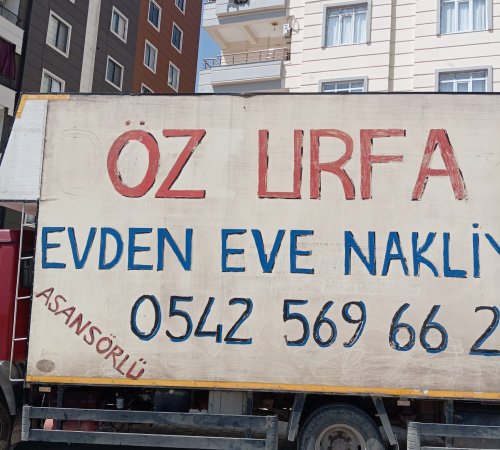 ÖZ URFA
EVDEN EVE NAKLİY
ASANSÖRLÜ
0542 569 66 2